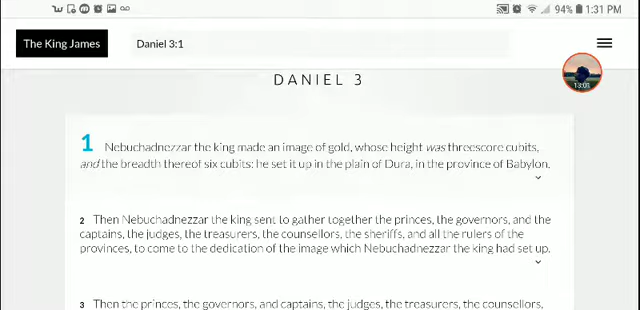 94% 1:31 PM
The King James Daniel 3:1
13:01
DANIEL 3
1 Nebuchadnezzar the king made an image of gold, whose height was threescore cubits,
and the breadth thereof six cubits: he set it up in the plain of Dura, in the province of Babylon.
2 Then Nebuchadnezzar the king sent to gather together the princes, the governors, and the
captains, the judges, the treasurers, the counsellors, the sheriffs, and all the rulers of the
provinces, to come to the dedication of the image which Nebuchadnezzar the king had set up.
3 Then the princes, the governors, and captains, the judges, the treasurers, the counsellors,